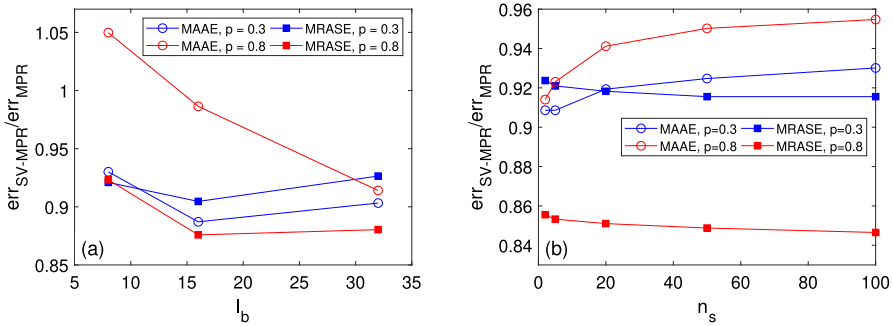 MAAE, p = 0.3
MRASE, p = 0.3
MAAE, p = 0.8
MRASE, p = 0.8
1.05
1
0.95
0.9
0.85
err_SV-MPR/err_MPR
(a)
5 10 15 20 25 30 35
l_b
0.96
0.94
0.92
0.9
0.88
0.86
0.84
err_SV-MPR/err_MPR
MAAE, p=0.3
MRASE, p=0.3
MAAE, p=0.8
MRASE, p=0.8
(b)
0 20 40 60 80 100
n_s